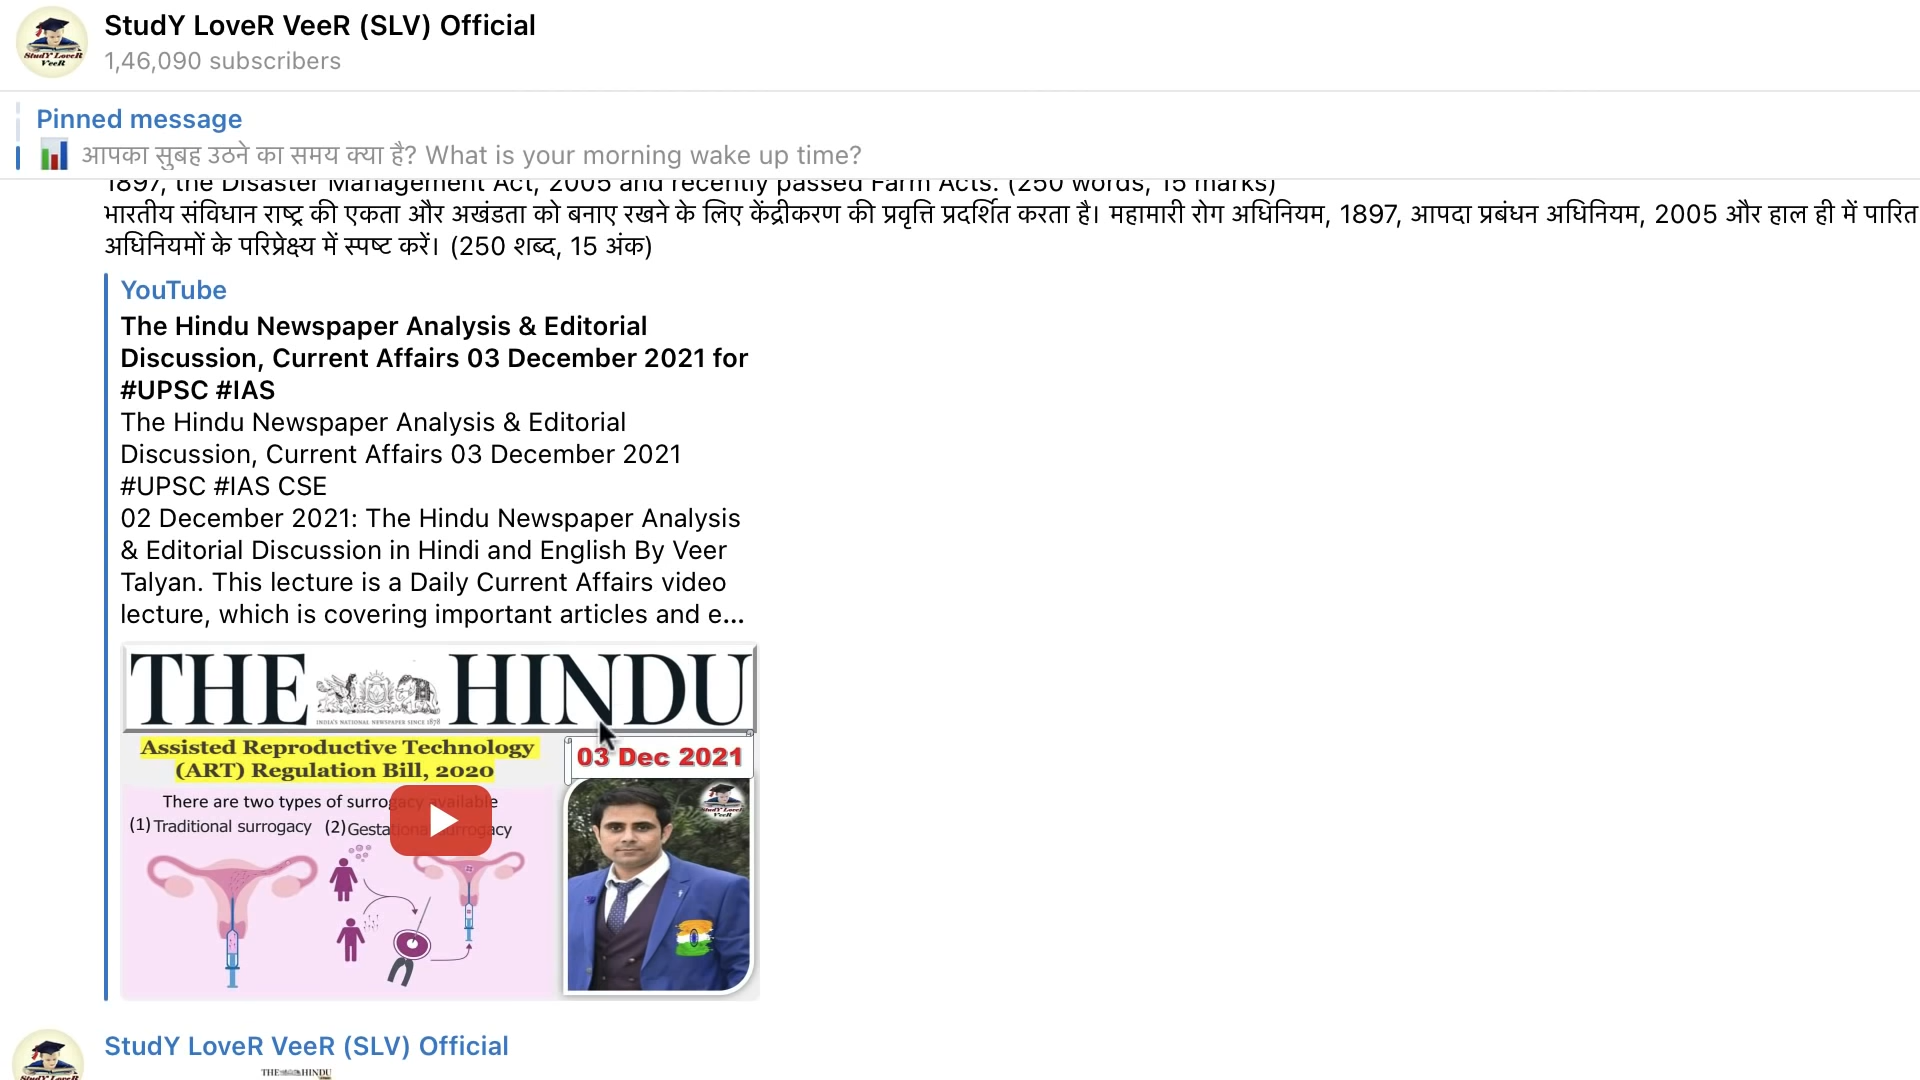 StudY LoveR VeeR (SLV) Official
1,46,090 subscribers
Pinned message
आपका सुबह उठने का समय क्या है? What is your morning wake up time?
1897, the Disaster Management Act, 2005 and recently passed Farm Acts. (250 words, 15 marks)
भारतीय संविधान राष्ट्र की एकता और अखंडता को बनाए रखने के लिए केंद्रीकरण की प्रवृत्ति प्रदर्शित करता है। महामारी रोग अधिनियम, 1897, आपदा प्रबंधन अधिनियम, 2005 और हाल ही में पारित
अधिनियमों के परिप्रेक्ष्य में स्पष्ट करें। (250 शब्द, 15 अंक)
YouTube
The Hindu Newspaper Analysis & Editorial
Discussion, Current Affairs 03 December 2021 for
#UPSC #IAS
The Hindu Newspaper Analysis & Editorial
Discussion, Current Affairs 03 December 2021
#UPSC #IAS CSE
02 December 2021: The Hindu Newspaper Analysis
& Editorial Discussion in Hindi and English By Veer
Talyan. This lecture is a Daily Current Affairs video
lecture, which is covering important articles and e...
THE HINDU
INDIA'S NATIONAL NEWSPAPER SINCE 1878
Assisted Reproductive Technology
(ART) Regulation Bill, 2020
03 Dec 2021
There are two types of surrogacy available
(1) Traditional surrogacy (2) Gestational surrogacy
StudY LoveR VeeR (SLV) Official
THE HINDU